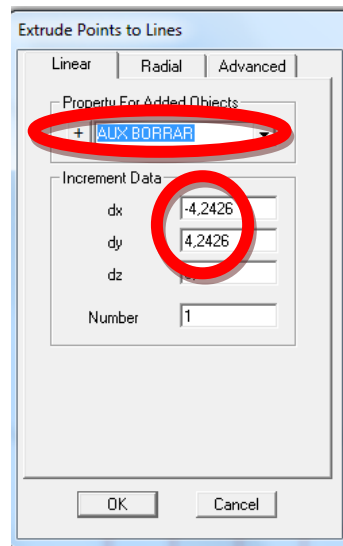 Extrude Points to Lines
Linear Radial Advanced
Property For Added Objects
+ AUX BORRAR
Increment Data
dx -4,2426
dy 4,2426
dz
Number 1
OK Cancel